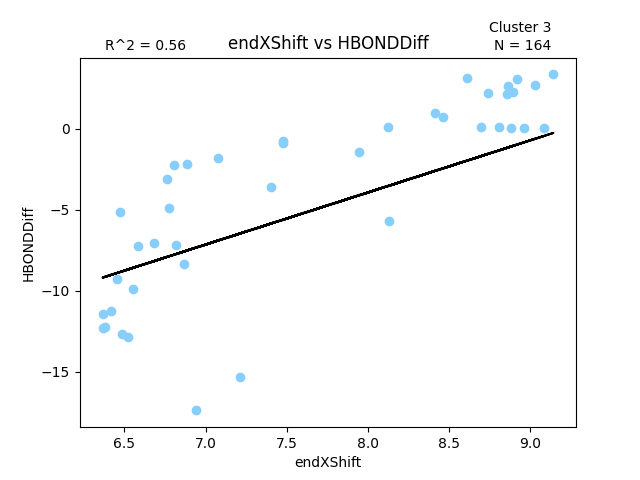 Cluster 3
R^2 = 0.56
endXShift vs HBONDDiff
N = 164
HBONDDiff
0
−5
−10
−15
6.5
7.0
7.5
8.0
8.5
9.0
endXShift